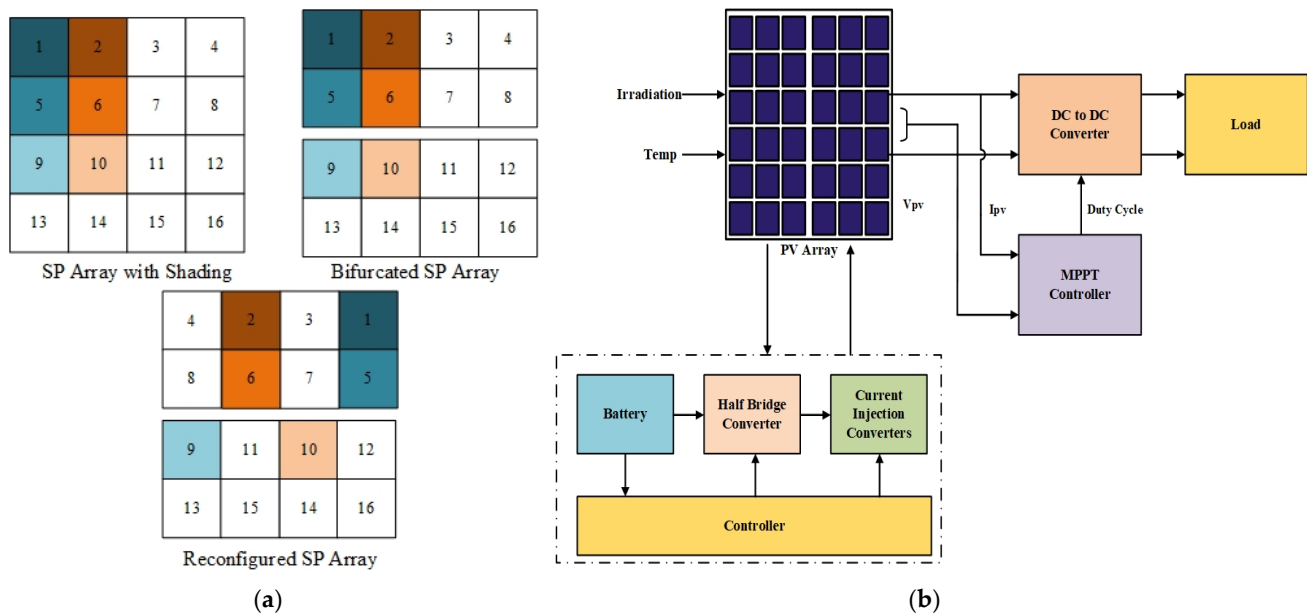 1 2 3 4
5 6 7 8
9 10 11 12
13 14 15 16
SP Array with Shading
1 2 3 4
5 6 7 8
9 10 11 12
13 14 15 16
Bifurcated SP Array
4 2 3 1
8 6 7 5
9 11 10 12
13 15 14 16
Reconfigured SP Array
(a)
Irradiation
Temp
PV Array
Vpv
Ipv
DC to DC
Converter
Load
Duty Cycle
MPPT
Controller
Battery
Half Bridge
Converter
Current
Injection
Converters
Controller
(b)